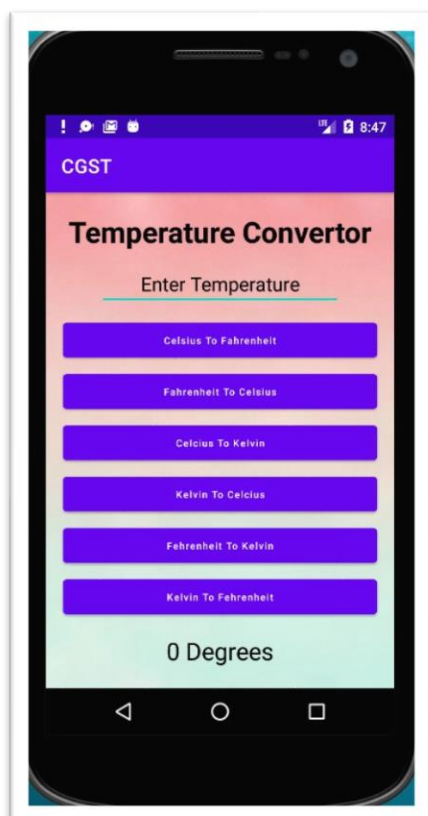 LTE 8:47
CGST
Temperature Convertor
Enter Temperature
Celsius To Fahrenheit
Fahrenheit To Celsius
Celcius To Kelvin
Kelvin To Celcius
Fehrenheit To Kelvin
Kelvin To Fehrenheit
0 Degrees